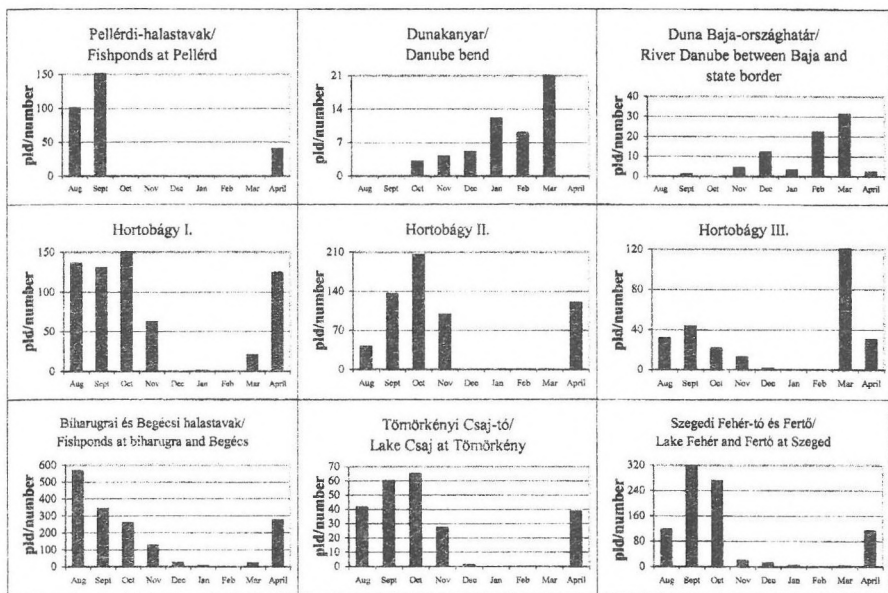 Pellérdi-halastavak/
Fishponds at Pellérd
pld/number
150
100
50
0
Aug Sept Oct Nov Dec Jan Feb Mar April
Dunakanyar/
Danube bend
pld/number
21
14
7
0
Aug Sept Oct Nov Dec Jan Feb Mar April
Duna Baja-országhatár/
River Danube between Baja and
state border
pld/number
40
30
20
10
0
Aug Sept Oct Nov Dec Jan Feb Mar April
Hortobágy I.
pld/number
150
100
50
0
Aug Sept Oct Nov Dec Jan Feb Mar April
Hortobágy II.
pld/number
210
140
70
0
Aug Sept Oct Nov Dec Jan Feb Mar April
Hortobágy III.
pld/number
120
80
40
0
Aug Sept Oct Nov Dec Jan Feb Mar April
Biharugrai és Begécsi halastavak/
Fishponds at biharugra and Begécs
pld/number
600
500
400
300
200
100
0
Aug Sept Oct Nov Dec Jan Feb Mar April
Tömörkényi Csaj-tó/
Lake Csaj at Tömörkény
pld/number
70
60
50
40
30
20
10
0
Aug Sept Oct Nov Dec Jan Feb Mar April
Szegedi Fehér-tó és Fertő/
Lake Fehér and Fertó at Szeged
pld/number
320
240
160
80
0
Aug Sept Oct Nov Dec Jan Feb Mar April